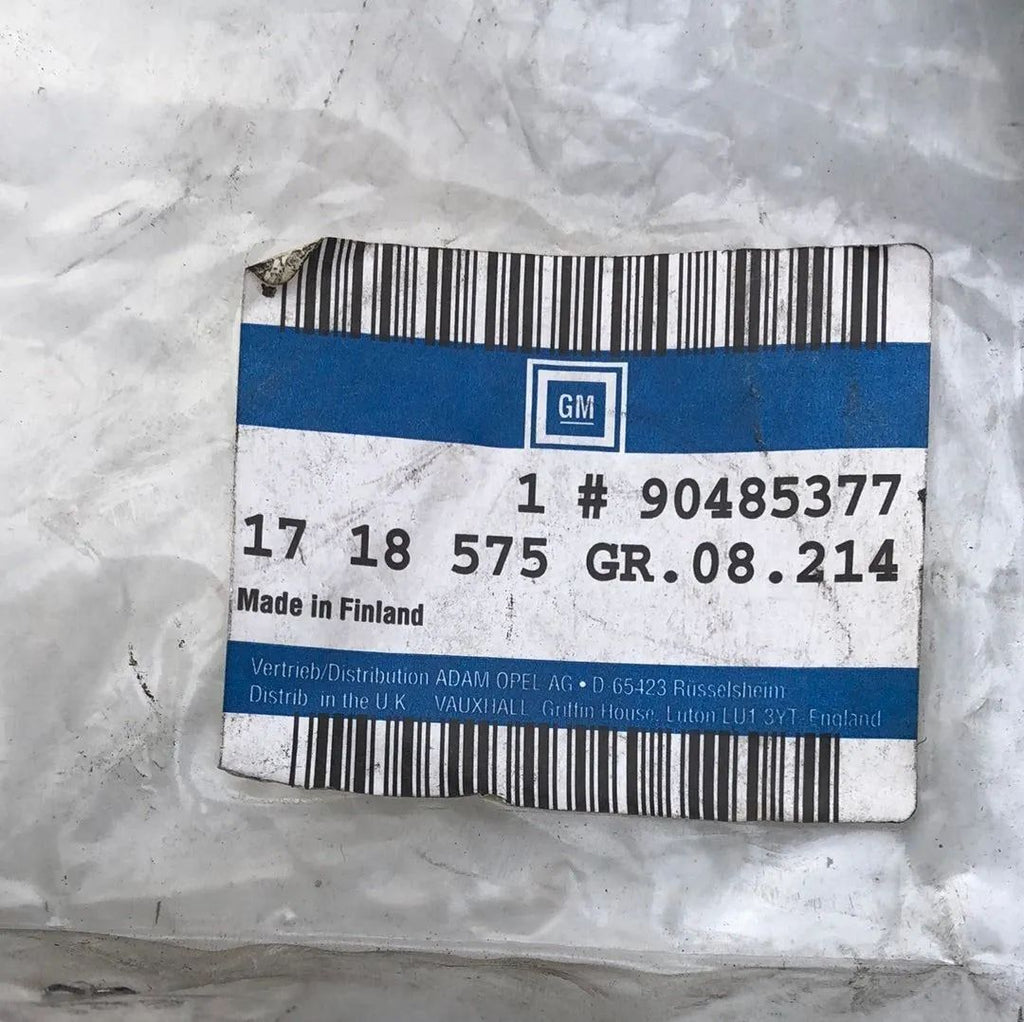 GM
1 # 90485377
17 18 575 GR.08.214
Made in Finland
Vertrieb/Distribution ADAM OPEL AG • D-65423 Rüsselsheim
Distrib. in the U.K. VAUXHALL Griffin House, Luton LU1 3YT-England